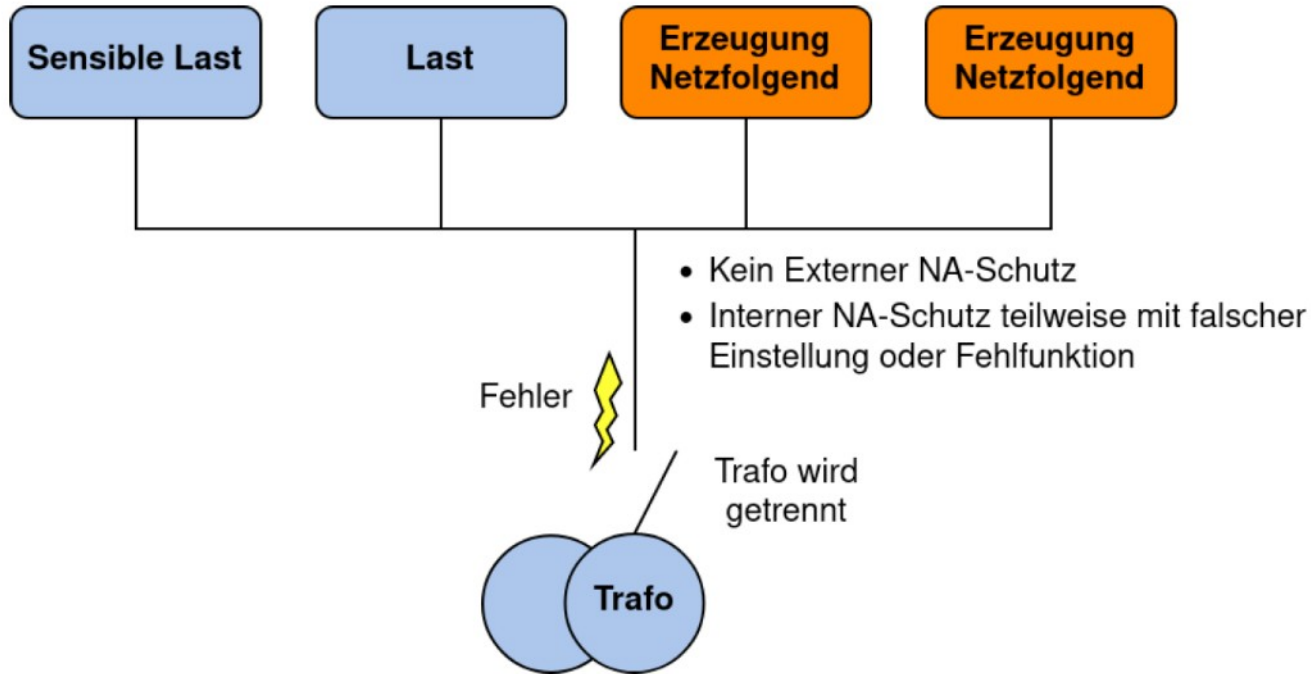 Sensible Last
Last
Erzeugung
Netzfolgend
Erzeugung
Netzfolgend
• Kein Externer NA-Schutz
• Interner NA-Schutz teilweise mit falscher
Einstellung oder Fehlfunktion
Fehler
Trafo wird
getrennt
Trafo